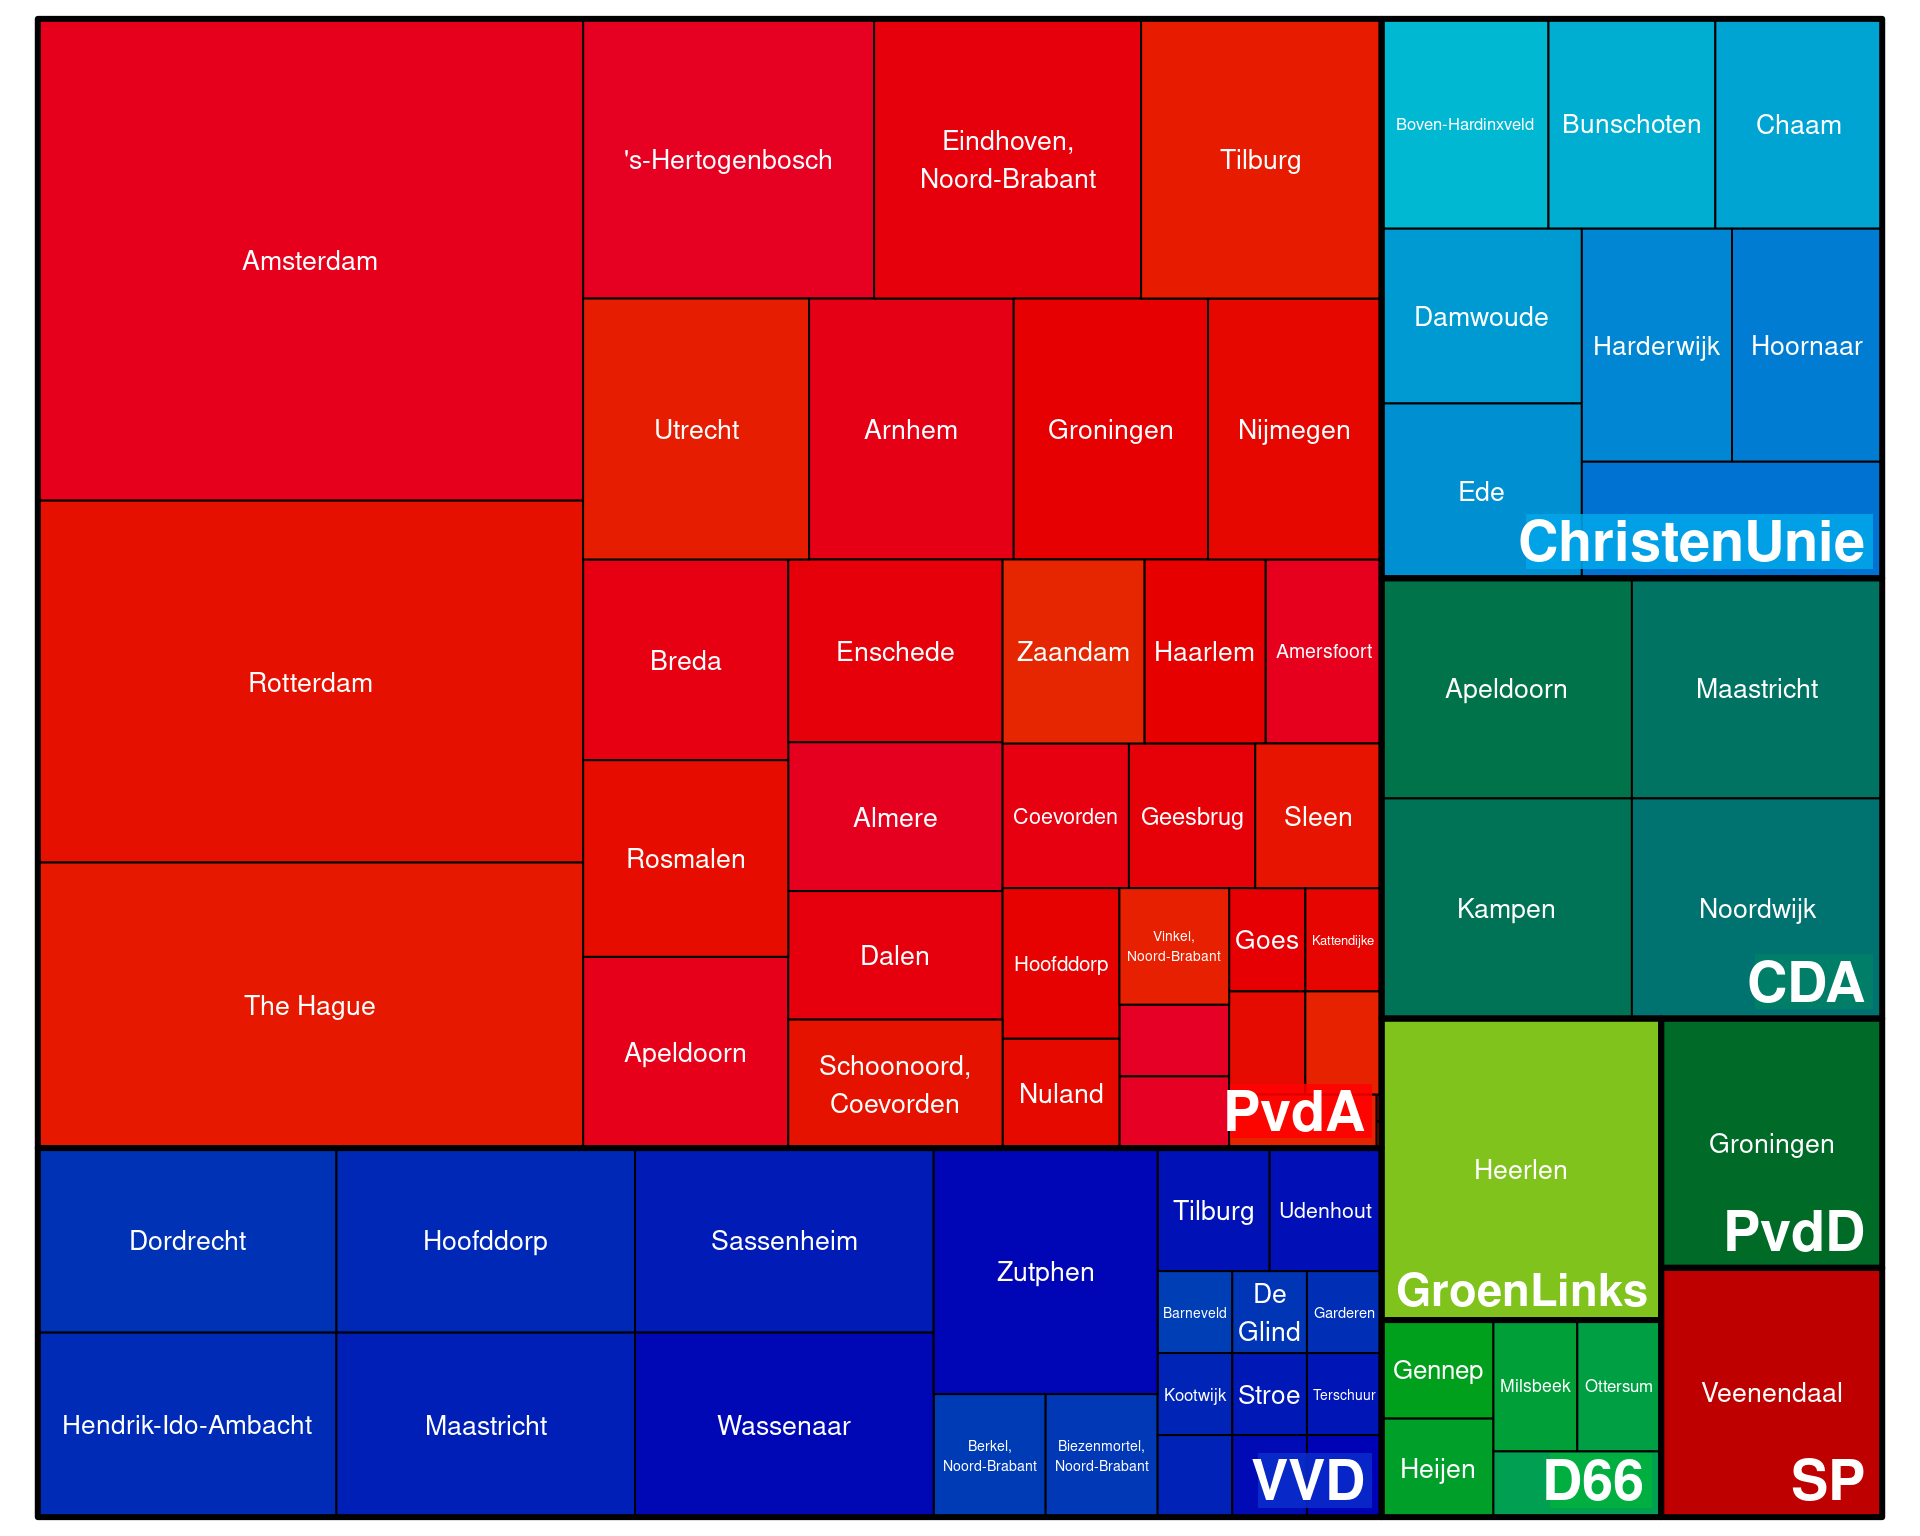 Amsterdam
Rotterdam
The Hague
's-Hertogenbosch
Eindhoven,
Noord-Brabant
Tilburg
Utrecht
Arnhem
Groningen
Nijmegen
Breda
Rosmalen
Apeldoorn
Enschede
Almere
Dalen
Schoonoord,
Coevorden
Zaandam
Haarlem
Amersfoort
Coevorden
Geesbrug
Sleen
Hoofddorp
Nuland
Vinkel,
Noord-Brabant
Goes
Kattendijke
PvdA
Dordrecht
Hoofddorp
Sassenheim
Hendrik-Ido-Ambacht
Maastricht
Wassenaar
Zutphen
Berkel,
Noord-Brabant
Biezenmortel,
Noord-Brabant
Tilburg
Udenhout
Barneveld
De
Glind
Garderen
Kootwijk
Stroe
Terschuur
VVD
Boven-Hardinxveld
Bunschoten
Chaam
Damwoude
Ede
Harderwijk
Hoornaar
ChristenUnie
Apeldoorn
Maastricht
Kampen
Noordwijk
CDA
Heerlen
GroenLinks
Groningen
PvdD
Gennep
Heijen
Milsbeek
Ottersum
D66
Veenendaal
SP